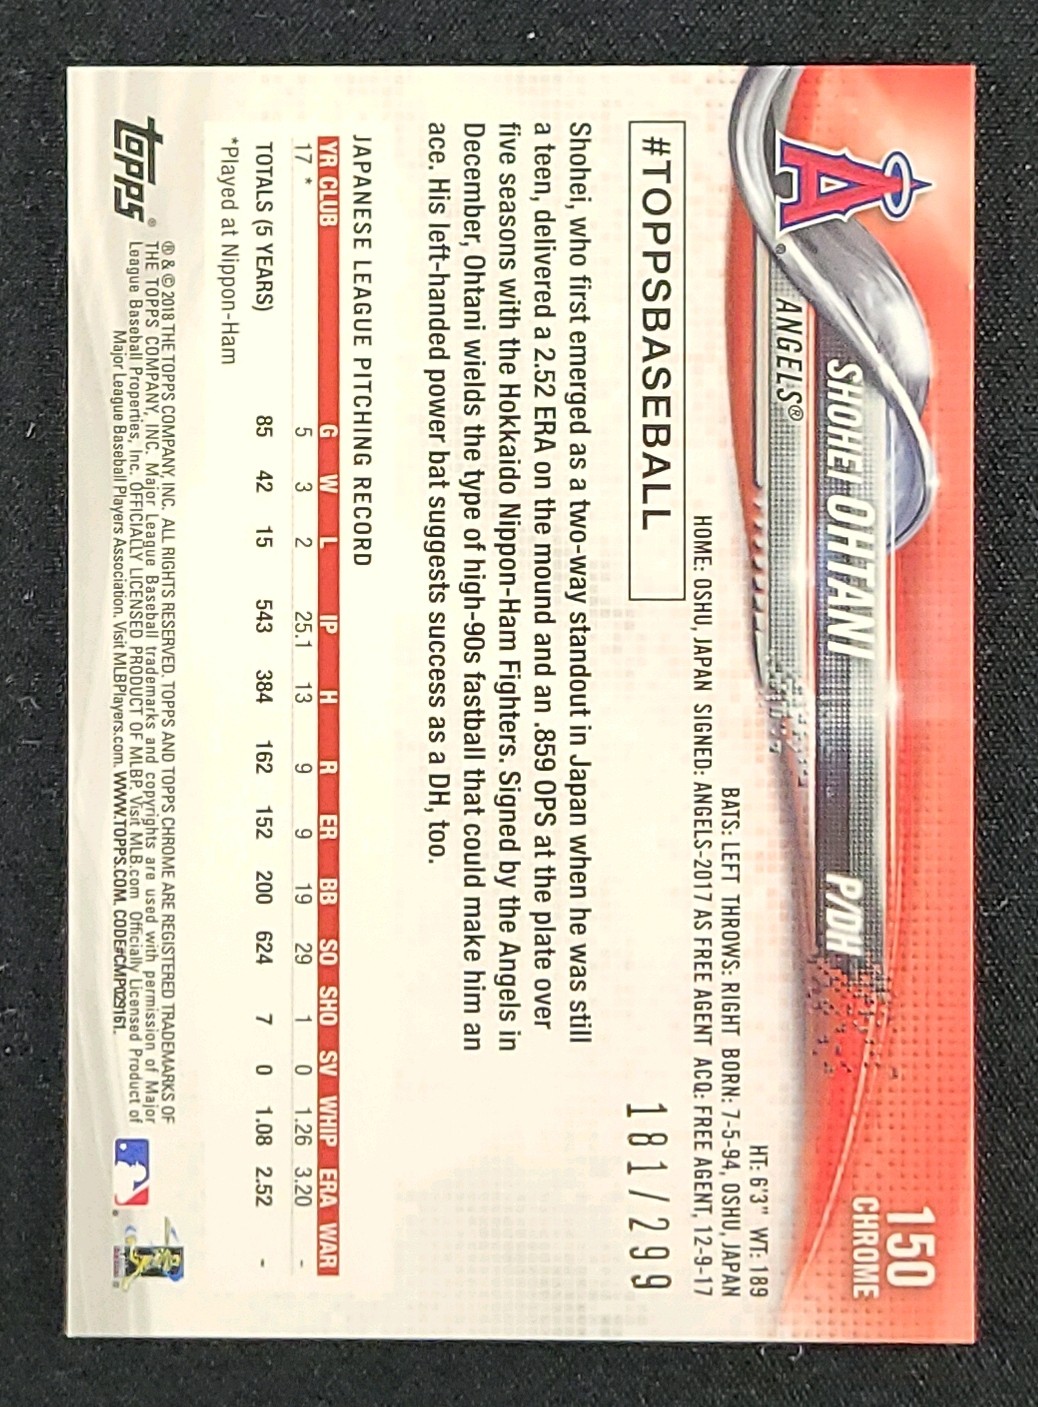 150
CHROME
SHOHEI OHTANI P/DH
A®
ANGELS®
HT: 6'3" WT: 189
BATS: LEFT THROWS: RIGHT BORN: 7-5-94, OSHU, JAPAN
HOME: OSHU, JAPAN SIGNED: ANGELS-2017 AS FREE AGENT ACQ: FREE AGENT, 12-9-17
#TOPPSBASEBALL
181/299
Shohei, who first emerged as a two-way standout in Japan when he was still
a teen, delivered a 2.52 ERA on the mound and an .859 OPS at the plate over
five seasons with the Hokkaido Nippon-Ham Fighters. Signed by the Angels in
December, Ohtani wields the type of high-90s fastball that could make him an
ace. His left-handed power bat suggests success as a DH, too.
JAPANESE LEAGUE PITCHING RECORD
YR CLUB G W L IP H R ER BB SO SHO SV WHIP ERA WAR
17 * 5 3 2 25.1 13 9 9 19 29 1 0 1.26 3.20 -
TOTALS (5 YEARS) 85 42 15 543 384 162 152 200 624 7 0 1.08 2.52 -
*Played at Nippon-Ham
topps®
® & © 2018 THE TOPPS COMPANY, INC. ALL RIGHTS RESERVED. TOPPS AND TOPPS CHROME ARE REGISTERED TRADEMARKS OF
THE TOPPS COMPANY, INC. Major League Baseball trademarks and copyrights are used with permission of Major
League Baseball Properties, Inc. OFFICIALLY LICENSED PRODUCT OF MLBP. Visit MLB.com Officially Licensed Product of
Major League Baseball Players Association. Visit MLBPlayers.com. WWW.TOPPS.COM. CODE#CMP029161.